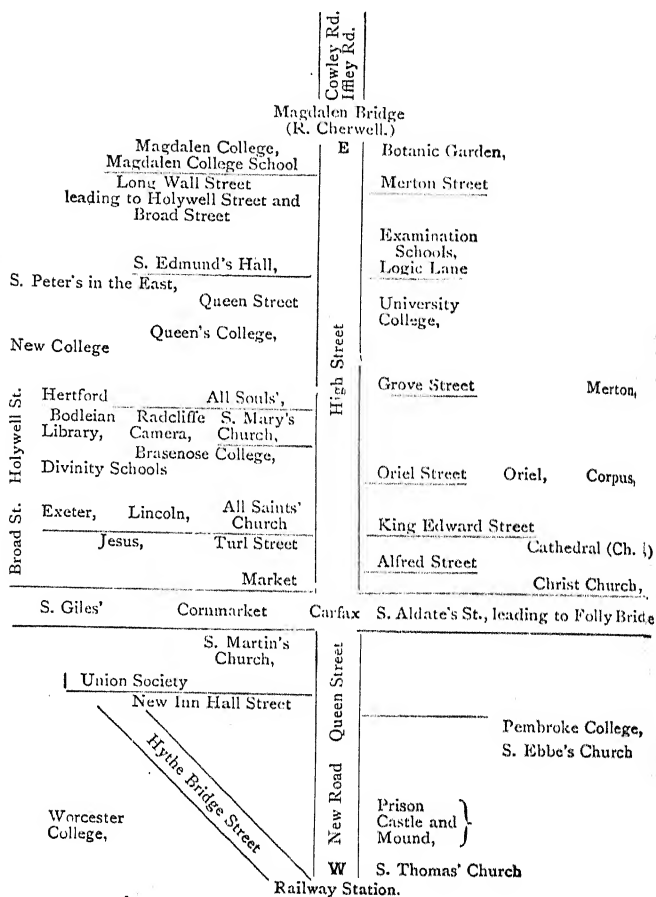 Cowley Rd.
Iffley Rd.
Magdalen Bridge
(R. Cherwell.)
Magdalen College,
Magdalen College School
E
Botanic Garden,
Long Wall Street
leading to Holywell Street and
Broad Street
Merton Street
Examination
Schools,
Logic Lane
S. Edmund's Hall,
S. Peter's in the East,
Queen Street
University
College,
Queen's College,
New College
High Street
Holywell St.
Hertford All Souls',
Grove Street Merton,
Bodleian Radcliffe S. Mary's
Library, Camera, Church,
Brasenose College,
Divinity Schools
Oriel Street Oriel, Corpus,
Broad St.
Exeter, Lincoln, All Saints'
Church
King Edward Street
Jesus, Turl Street
Cathedral (Ch.
Alfred Street
Market
Christ Church,
S. Giles' Cornmarket Carfax S. Aldate's St., leading to Folly Bride
S. Martin's
Church,
Queen Street
Union Society
New Inn Hall Street
Pembroke College,
S. Ebbe's Church
Hythe Bridge Street
New Road
Worcester
College,
Prison
Castle and
Mound,
W
S. Thomas' Church
Railway Station.